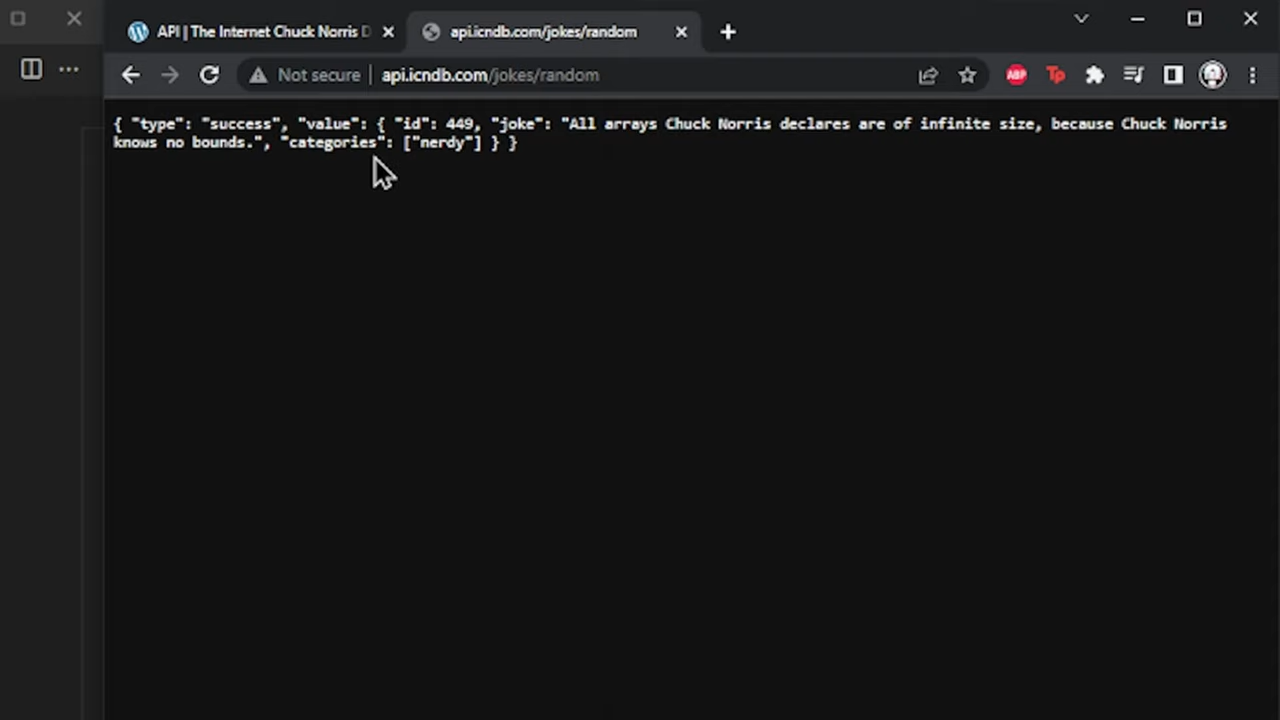 API | The Internet Chuck Norris D
api.icndb.com/jokes/random
Not secure
api.icndb.com/jokes/random
ABP
Tp
{ "type": "success", "value": { "id": 449, "joke": "All arrays Chuck Norris declares are of infinite size, because Chuck Norris
knows no bounds.", "categories": ["nerdy"] } }